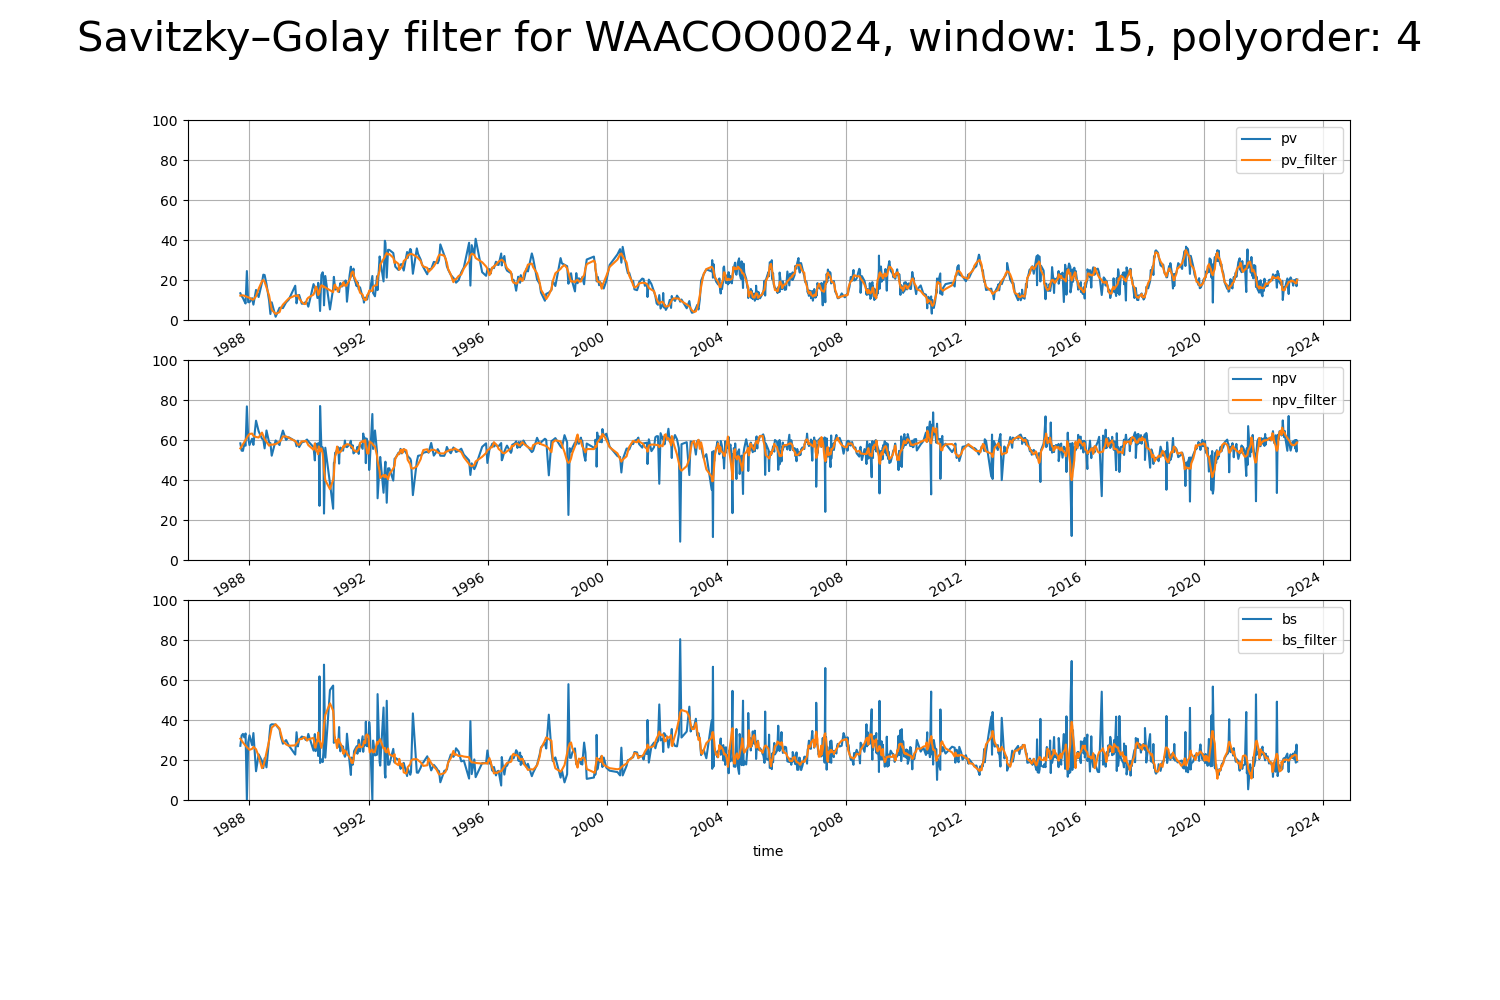 Savitzky–Golay filter for WAACOO0024, window: 15, polyorder: 4
100
80
60
40
20
0
pv
pv_filter
1988 1992 1996 2000 2004 2008 2012 2016 2020 2024
100
80
60
40
20
0
npv
npv_filter
1988 1992 1996 2000 2004 2008 2012 2016 2020 2024
100
80
60
40
20
0
bs
bs_filter
1988 1992 1996 2000 2004 2008 2012 2016 2020 2024
time